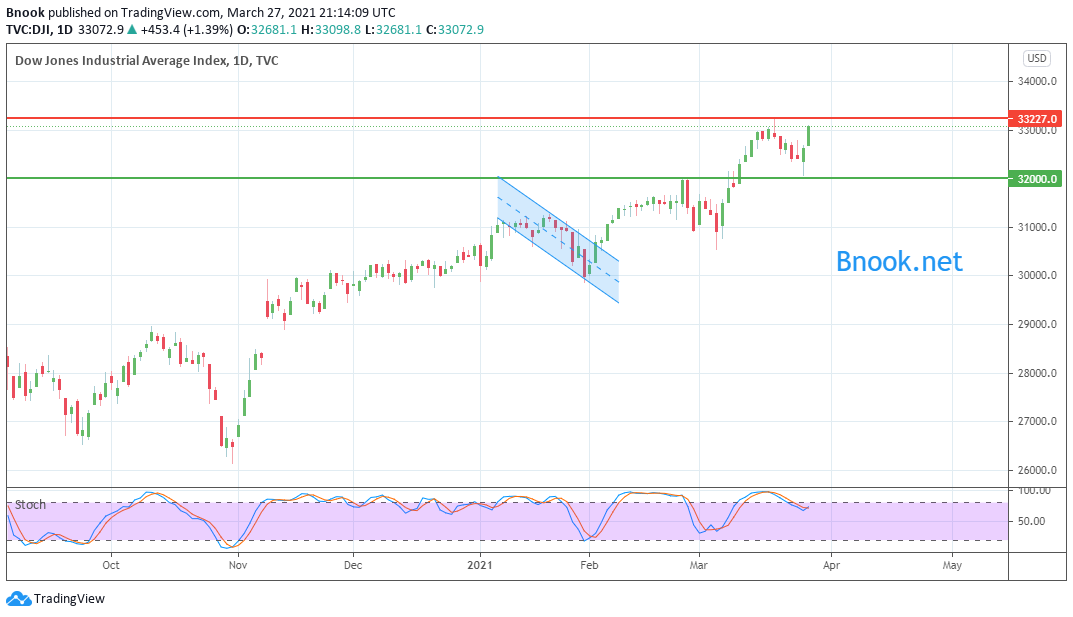 Bnook published on TradingView.com, March 27, 2021 21:14:09 UTC
TVC:DJI, 1D 33072.9 ▲ +453.4 (+1.39%) O:32681.1 H:33098.8 L:32681.1 C:33072.9
Dow Jones Industrial Average Index, 1D, TVC
USD
34000.0
33227.0
33000.0
32000.0
31000.0
Bnook.net
30000.0
29000.0
28000.0
27000.0
26000.0
Stoch
100.00
50.00
Oct Nov Dec 2021 Feb Mar Apr May
TradingView